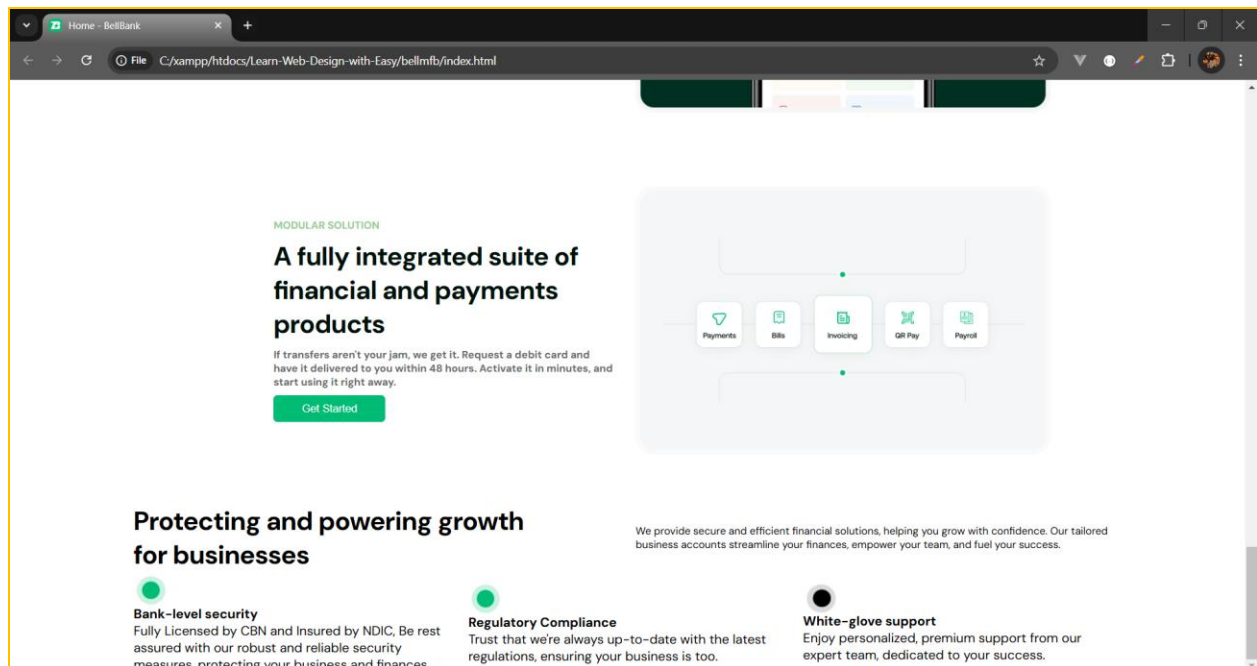 Home - BellBank
File C:/xampp/htdocs/Learn-Web-Design-with-Easy/bellmfb/index.html
MODULAR SOLUTION
A fully integrated suite of
financial and payments
products
If transfers aren't your jam, we get it. Request a debit card and
have it delivered to you within 48 hours. Activate it in minutes, and
start using it right away.
Get Started
Payments
Bills
Invoicing
QR Pay
Payroll
Protecting and powering growth
for businesses
We provide secure and efficient financial solutions, helping you grow with confidence. Our tailored
business accounts streamline your finances, empower your team, and fuel your success.
Bank-level security
Fully Licensed by CBN and Insured by NDIC, Be rest
assured with our robust and reliable security
measures, protecting your business and finances
Regulatory Compliance
Trust that we're always up-to-date with the latest
regulations, ensuring your business is too.
White-glove support
Enjoy personalized, premium support from our
expert team, dedicated to your success.